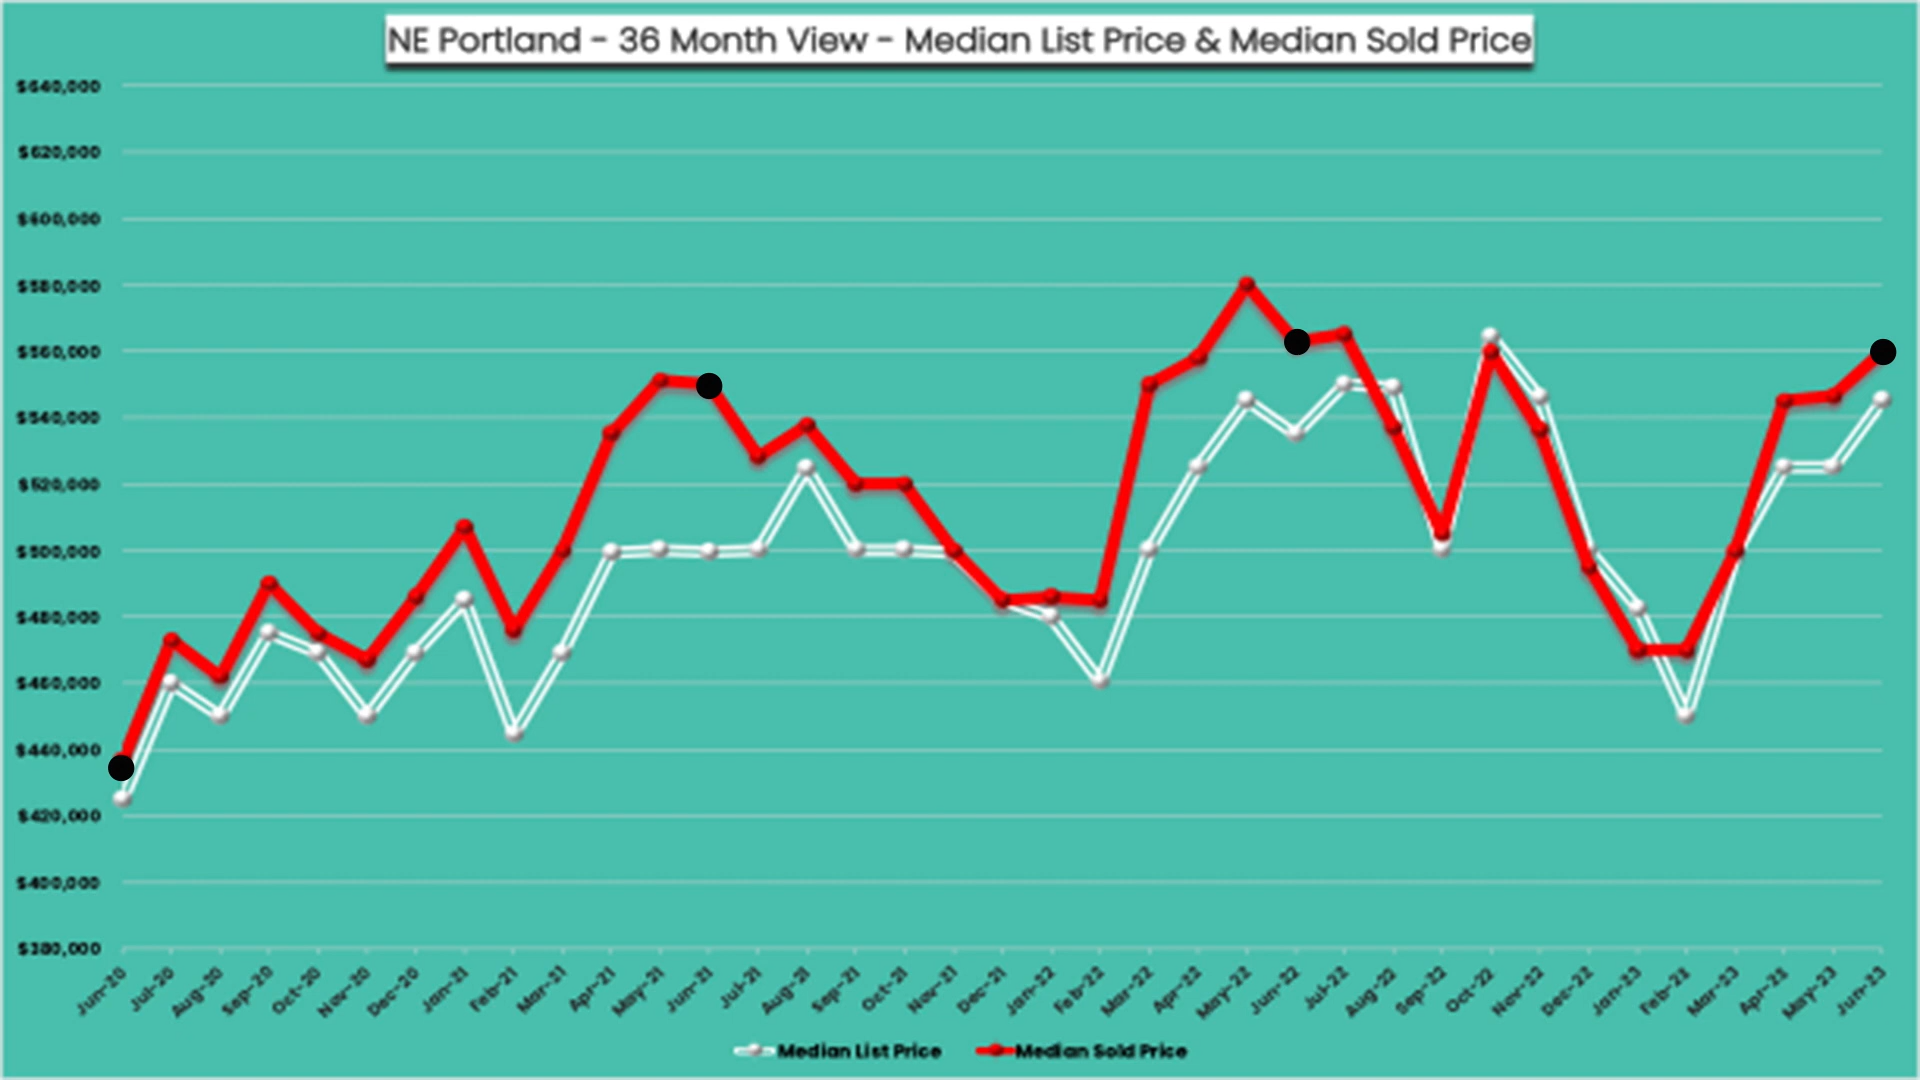 NE Portland - 36 Month View - Median List Price & Median Sold Price
$640,000
$620,000
$600,000
$580,000
$560,000
$540,000
$520,000
$500,000
$480,000
$460,000
$440,000
$420,000
$400,000
$380,000
Jun-20
Jul-20
Aug-20
Sep-20
Oct-20
Nov-20
Dec-20
Jan-21
Feb-21
Mar-21
Apr-21
May-21
Jun-21
Jul-21
Aug-21
Sep-21
Oct-21
Nov-21
Dec-21
Jan-22
Feb-22
Mar-22
Apr-22
May-22
Jun-22
Jul-22
Aug-22
Sep-22
Oct-22
Nov-22
Dec-22
Jan-23
Feb-23
Mar-23
Apr-23
May-23
Jun-23
Median List Price
Median Sold Price